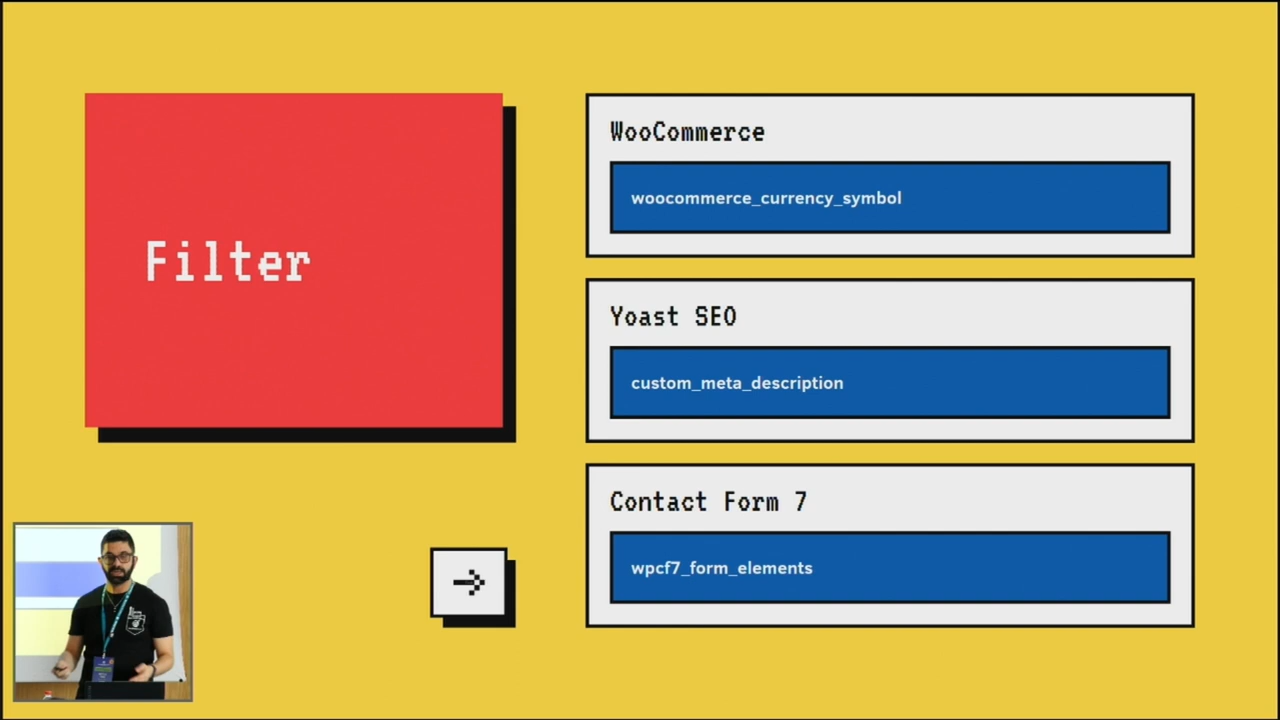 Filter
WooCommerce
woocommerce_currency_symbol
Yoast SEO
custom_meta_description
Contact Form 7
wpcf7_form_elements